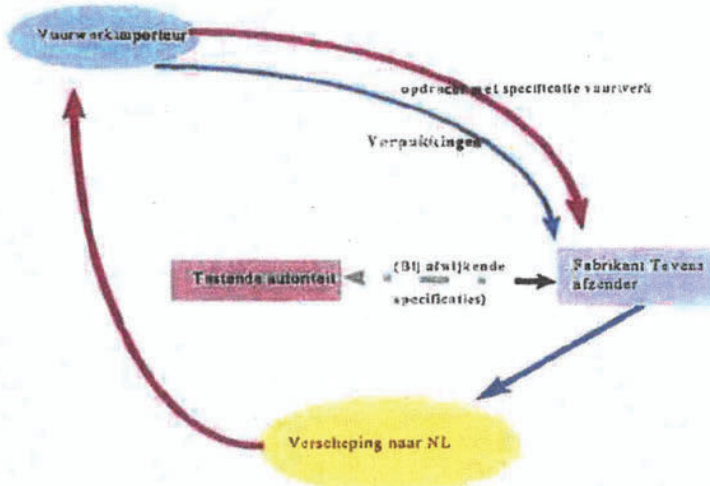 Vuurwerkimporteur
opdracht met specificatie vuurwerk
Verpakkingen
(Bij afwijkende
specificaties)
Testende autoriteit
Fabrikant Tevens
afzender
Verscheping naar NL